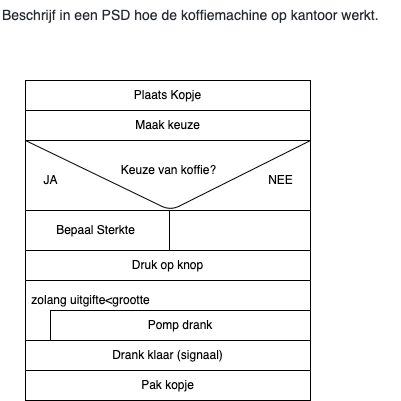 Beschrijf in een PSD hoe de koffiemachine op kantoor werkt.
Plaats Kopje
Maak keuze
Keuze van koffie?
JA
NEE
Bepaal Sterkte
Druk op knop
zolang uitgifte<grootte
Pomp drank
Drank klaar (signaal)
Pak kopje